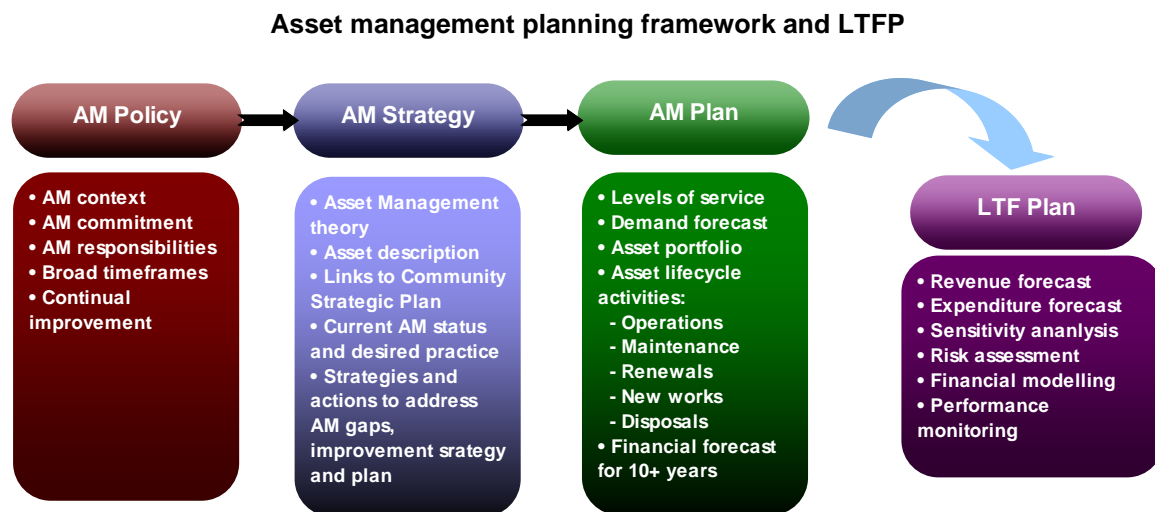 Asset management planning framework and LTFP
AM Policy
• AM context
• AM commitment
• AM responsibilities
• Broad timeframes
• Continual
improvement
AM Strategy
• Asset Management
theory
• Asset description
• Links to Community
Strategic Plan
• Current AM status
and desired practice
• Strategies and
actions to address
AM gaps,
improvement srategy
and plan
AM Plan
• Levels of service
• Demand forecast
• Asset portfolio
• Asset lifecycle
activities:
- Operations
- Maintenance
- Renewals
- New works
- Disposals
• Financial forecast
for 10+ years
LTF Plan
• Revenue forecast
• Expenditure forecast
• Sensitivity ananlysis
• Risk assessment
• Financial modelling
• Performance
monitoring